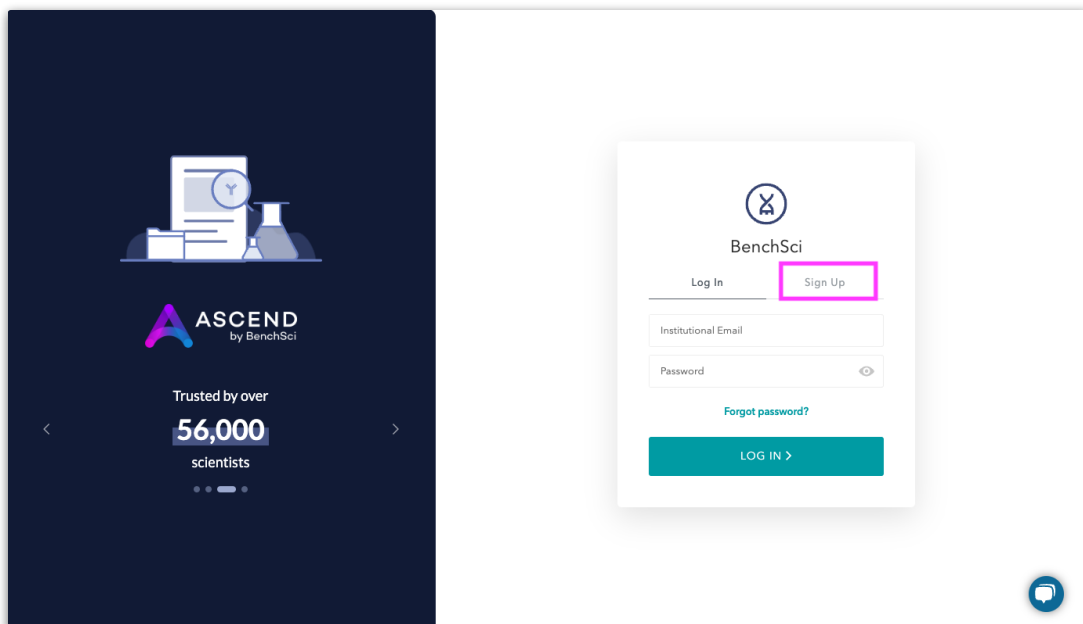 ASCEND
by BenchSci
Trusted by over
56,000
scientists
BenchSci
Log In
Sign Up
Institutional Email
Password
Forgot password?
LOG IN